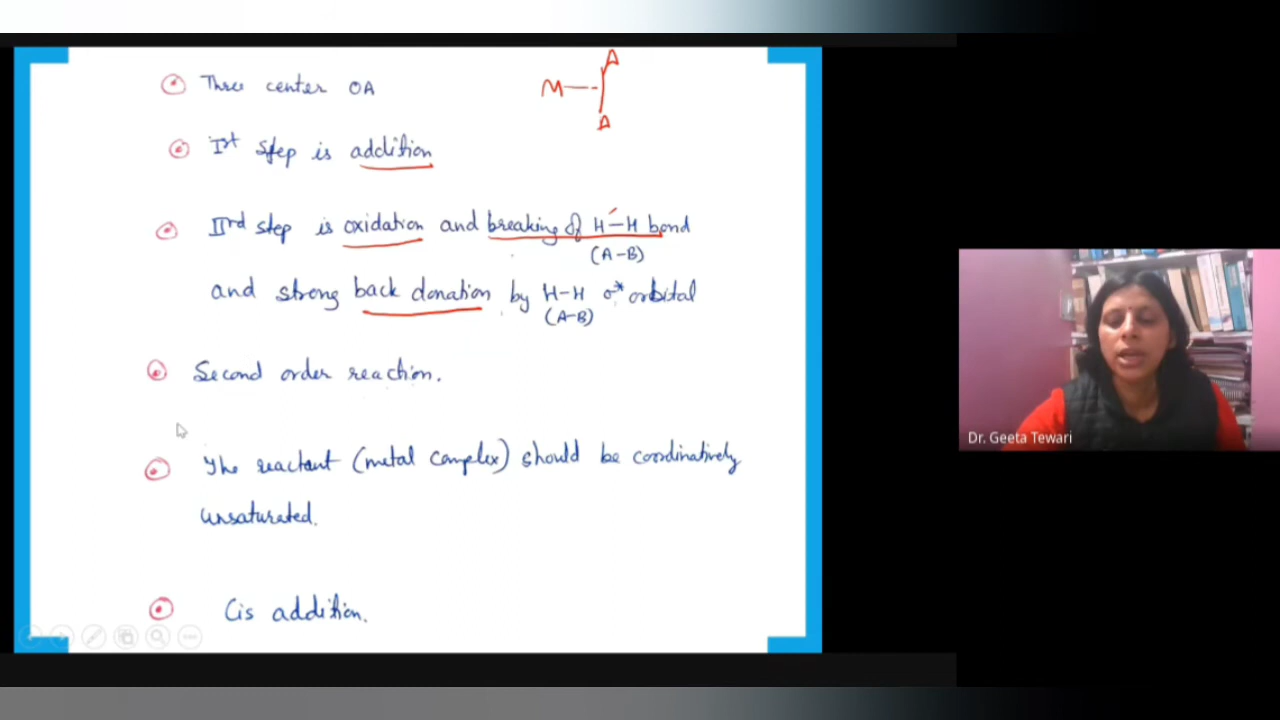 Three center OA
M
A
A
Ist step is addition
IInd step is oxidation and breaking of H-H bond
(A-B)
and strong back donation by H-H σ* orbital
(A-B)
Second order reaction.
The reactant (metal complex) should be coordinatively
unsaturated.
Cis addition.
Dr. Geeta Tewari